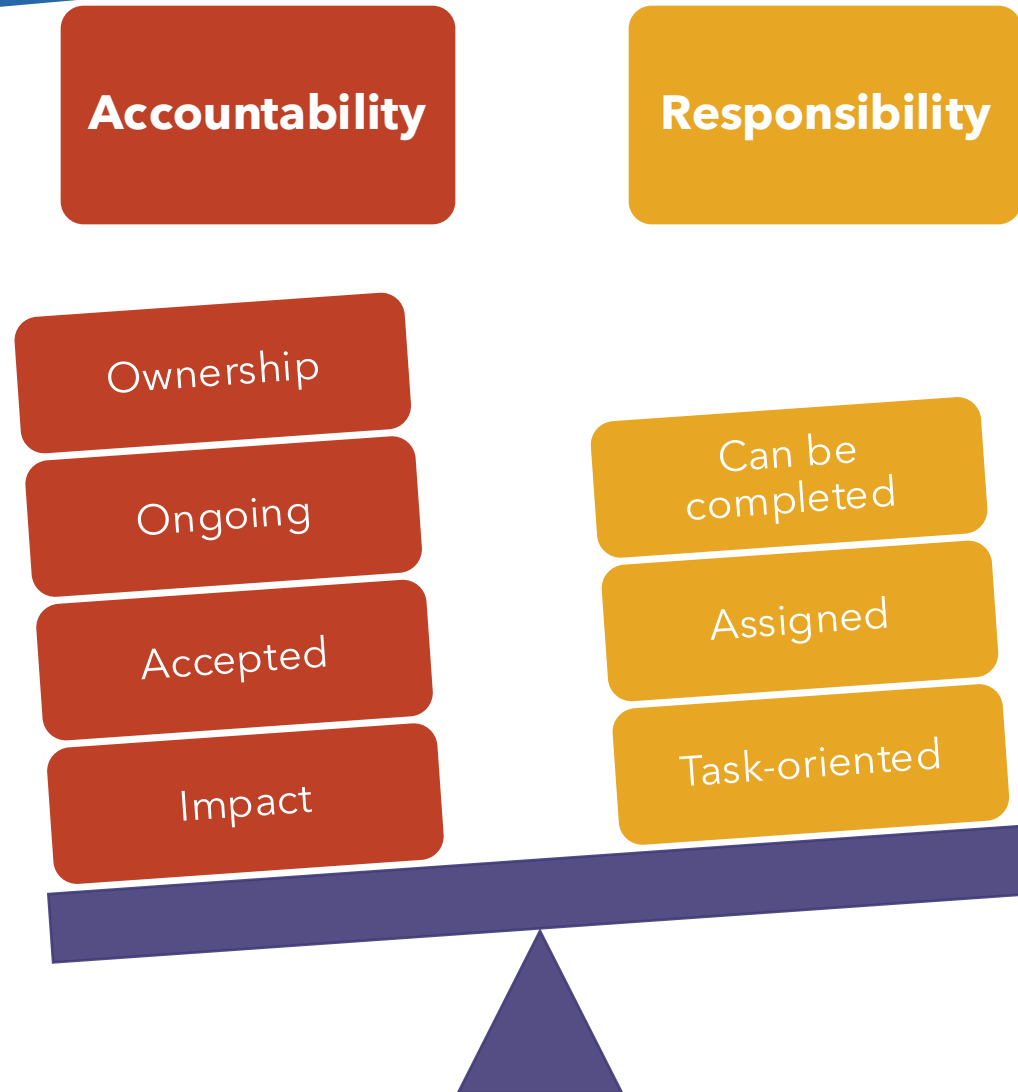 Accountability
Responsibility
Ownership
Ongoing
Accepted
Impact
Can be
completed
Assigned
Task-oriented